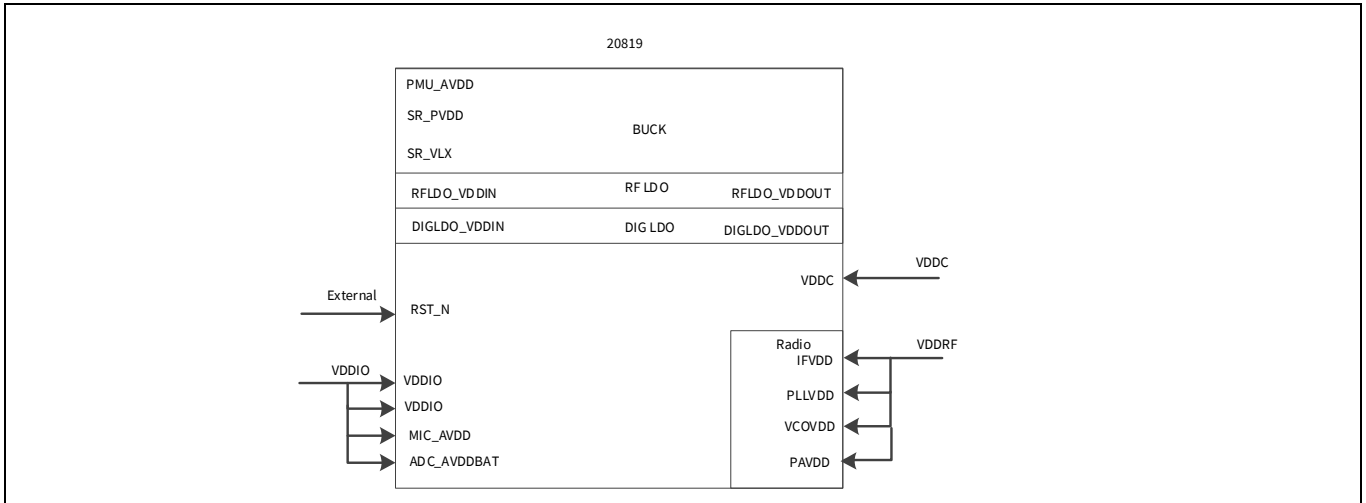 20819
PMU_AVDD
SR_PVDD
BUCK
SR_VLX
RFLDO_VDDIN
RF LDO
RFLDO_VDDOUT
DIGLDO_VDDIN
DIG LDO
DIGLDO_VDDOUT
VDDC
VDDC
External
RST_N
Radio
IFVDD
VDDRF
VDDIO
VDDIO
PLLVDD
VDDIO
VCOVDD
MIC_AVDD
ADC_AVDDBAT
PAVDD